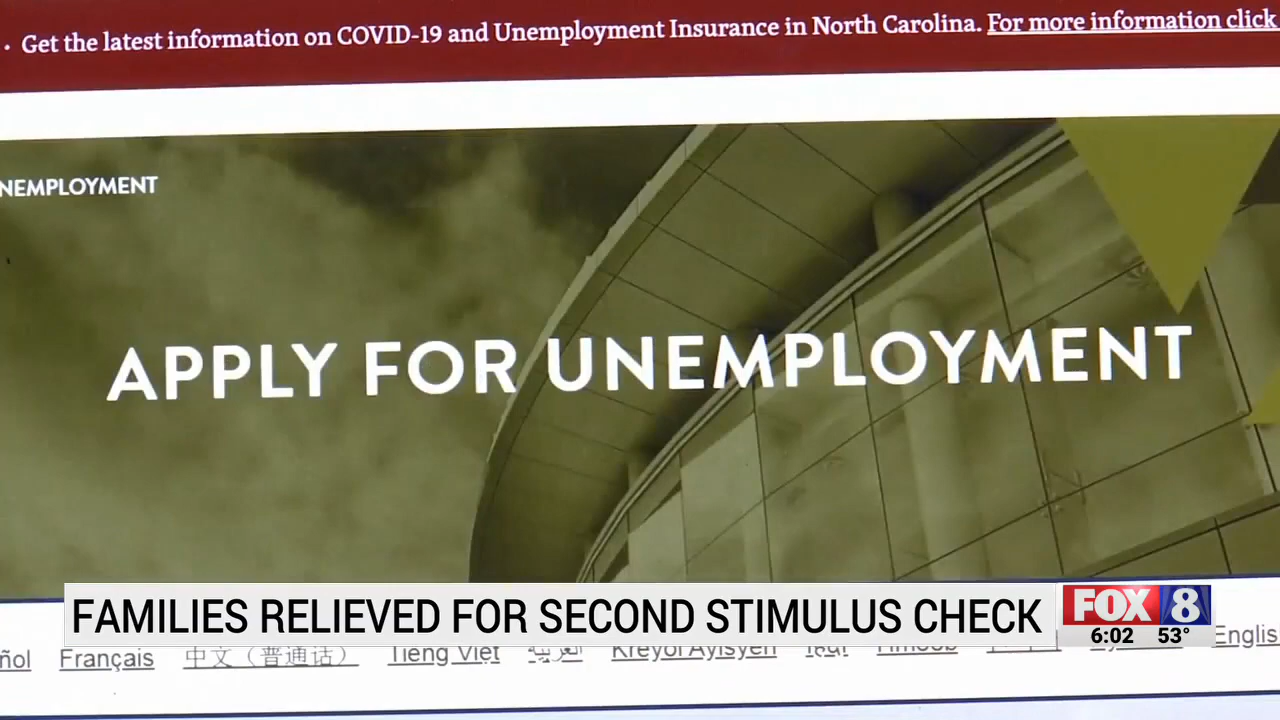 · Get the latest information on COVID-19 and Unemployment Insurance in North Carolina. For more information click
NEMPLOYMENT
APPLY FOR UNEMPLOYMENT
FAMILIES RELIEVED FOR SECOND STIMULUS CHECK
FOX 8
6:02 53°
ñol Français 中文（普通话） Tiếng Việt Kreyòl Ayisyen Englis